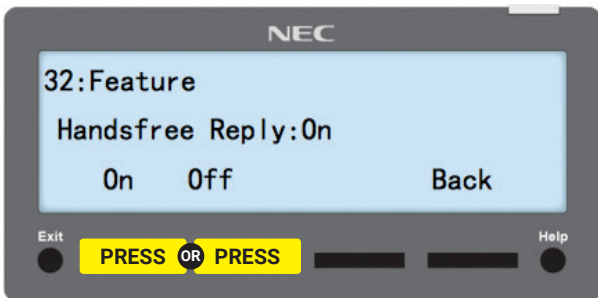 NEC
32:Feature
Handsfree Reply:On
On Off Back
Exit Help
PRESS OR PRESS